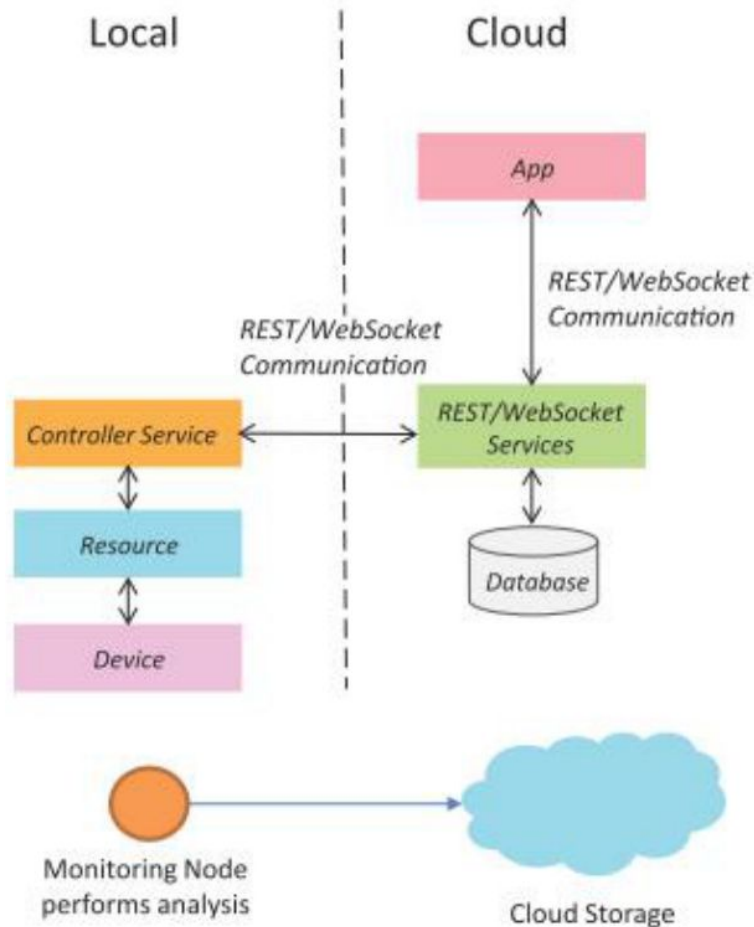 Local
Cloud
App
REST/WebSocket
Communication
REST/WebSocket
Communication
Controller Service
REST/WebSocket
Services
Resource
Database
Device
Monitoring Node
performs analysis
Cloud Storage